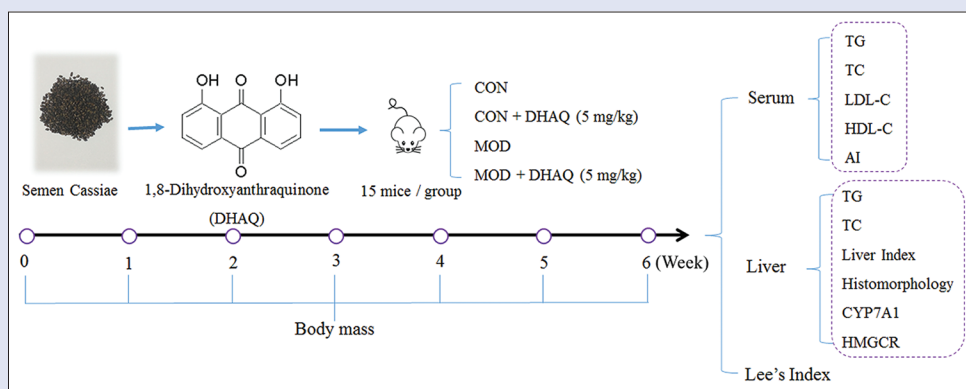 OH O OH
O
Semen Cassiae
1,8-Dihydroxyanthraquinone
(DHAQ)
15 mice / group
CON
CON + DHAQ (5 mg/kg)
MOD
MOD + DHAQ (5 mg/kg)
0 1 2 3 4 5 6 (Week)
Body mass
Serum
TG
TC
LDL-C
HDL-C
AI
Liver
TG
TC
Liver Index
Histomorphology
CYP7A1
HMGCR
Lee's Index